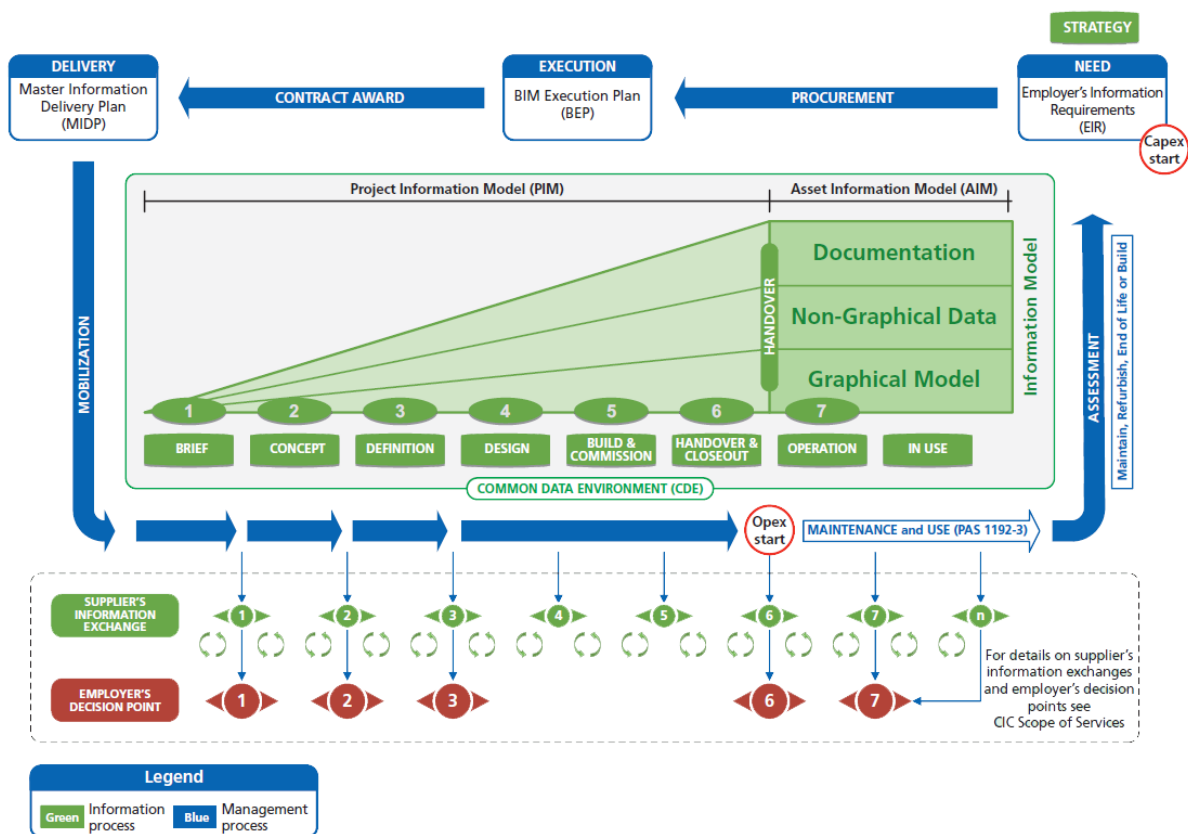 STRATEGY
DELIVERY
Master Information
Delivery Plan
(MIDP)
CONTRACT AWARD
EXECUTION
BIM Execution Plan
(BEP)
PROCUREMENT
NEED
Employer's Information
Requirements
(EIR)
Capex
start
MOBILIZATION
Project Information Model (PIM)
Asset Information Model (AIM)
HANDOVER
Documentation
Non-Graphical Data
Graphical Model
Information Model
ASSESSMENT
Maintain, Refurbish, End of Life or Build
1
2
3
4
5
6
7
BRIEF
CONCEPT
DEFINITION
DESIGN
BUILD &
COMMISSION
HANDOVER &
CLOSEOUT
OPERATION
IN USE
COMMON DATA ENVIRONMENT (CDE)
Opex
start
MAINTENANCE and USE (PAS 1192-3)
SUPPLIER'S
INFORMATION
EXCHANGE
1
2
3
4
5
6
7
n
EMPLOYER'S
DECISION POINT
1
2
3
6
7
For details on supplier's
information exchanges
and employer's decision
points see
CIC Scope of Services
Legend
Green
Information
process
Blue
Management
process